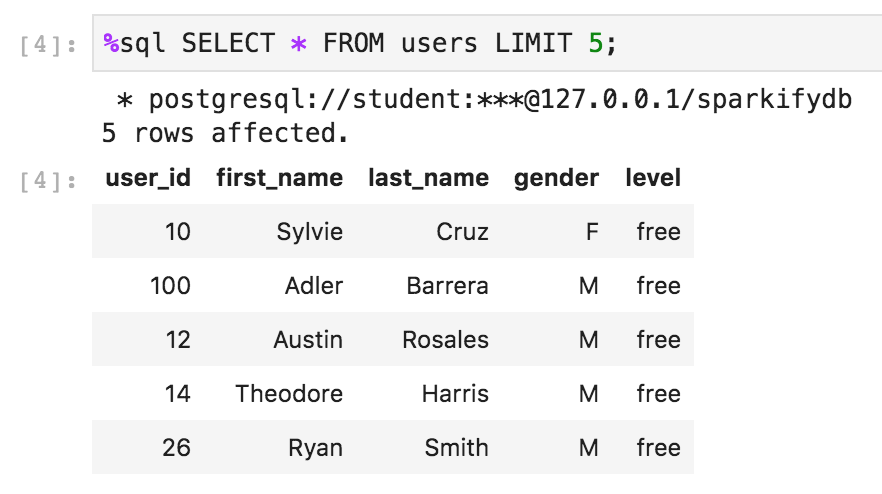 [4]: %sql SELECT * FROM users LIMIT 5;
* postgresql://student:***@127.0.0.1/sparkifydb
5 rows affected.
[4]: user_id first_name last_name gender level
10 Sylvie Cruz F free
100 Adler Barrera M free
12 Austin Rosales M free
14 Theodore Harris M free
26 Ryan Smith M free